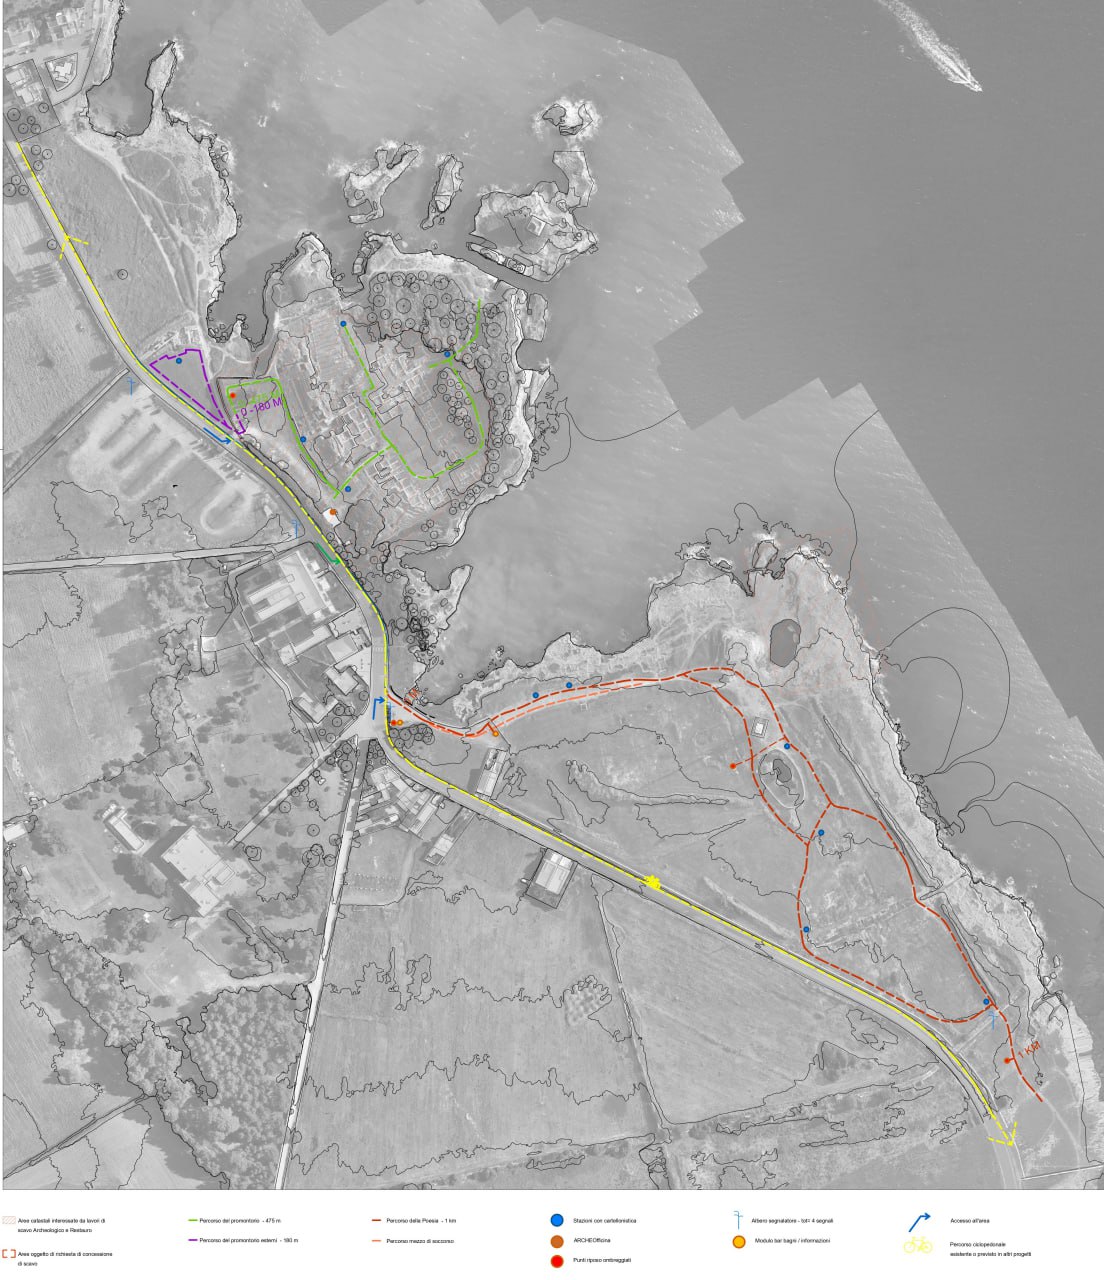 0 -180 M
1 KM
Aree catastali interessate da lavori di
scavo Archeologico e Restauro
Aree oggetto di richiesta di concessione
di scavo
Percorso del promontorio - 475 m
Percorso del promontorio esterni - 180 m
Percorso della Poesia - 1 km
Percorso mezzo di soccorso
Stazioni con cartellonistica
ARCHEOfficina
Punti riposo ombreggiati
Albero segnalatore - tot= 4 segnali
Modulo bar bagni / informazioni
Accesso all'area
Percorso ciclopedonale
esistente o previsto in altri progetti